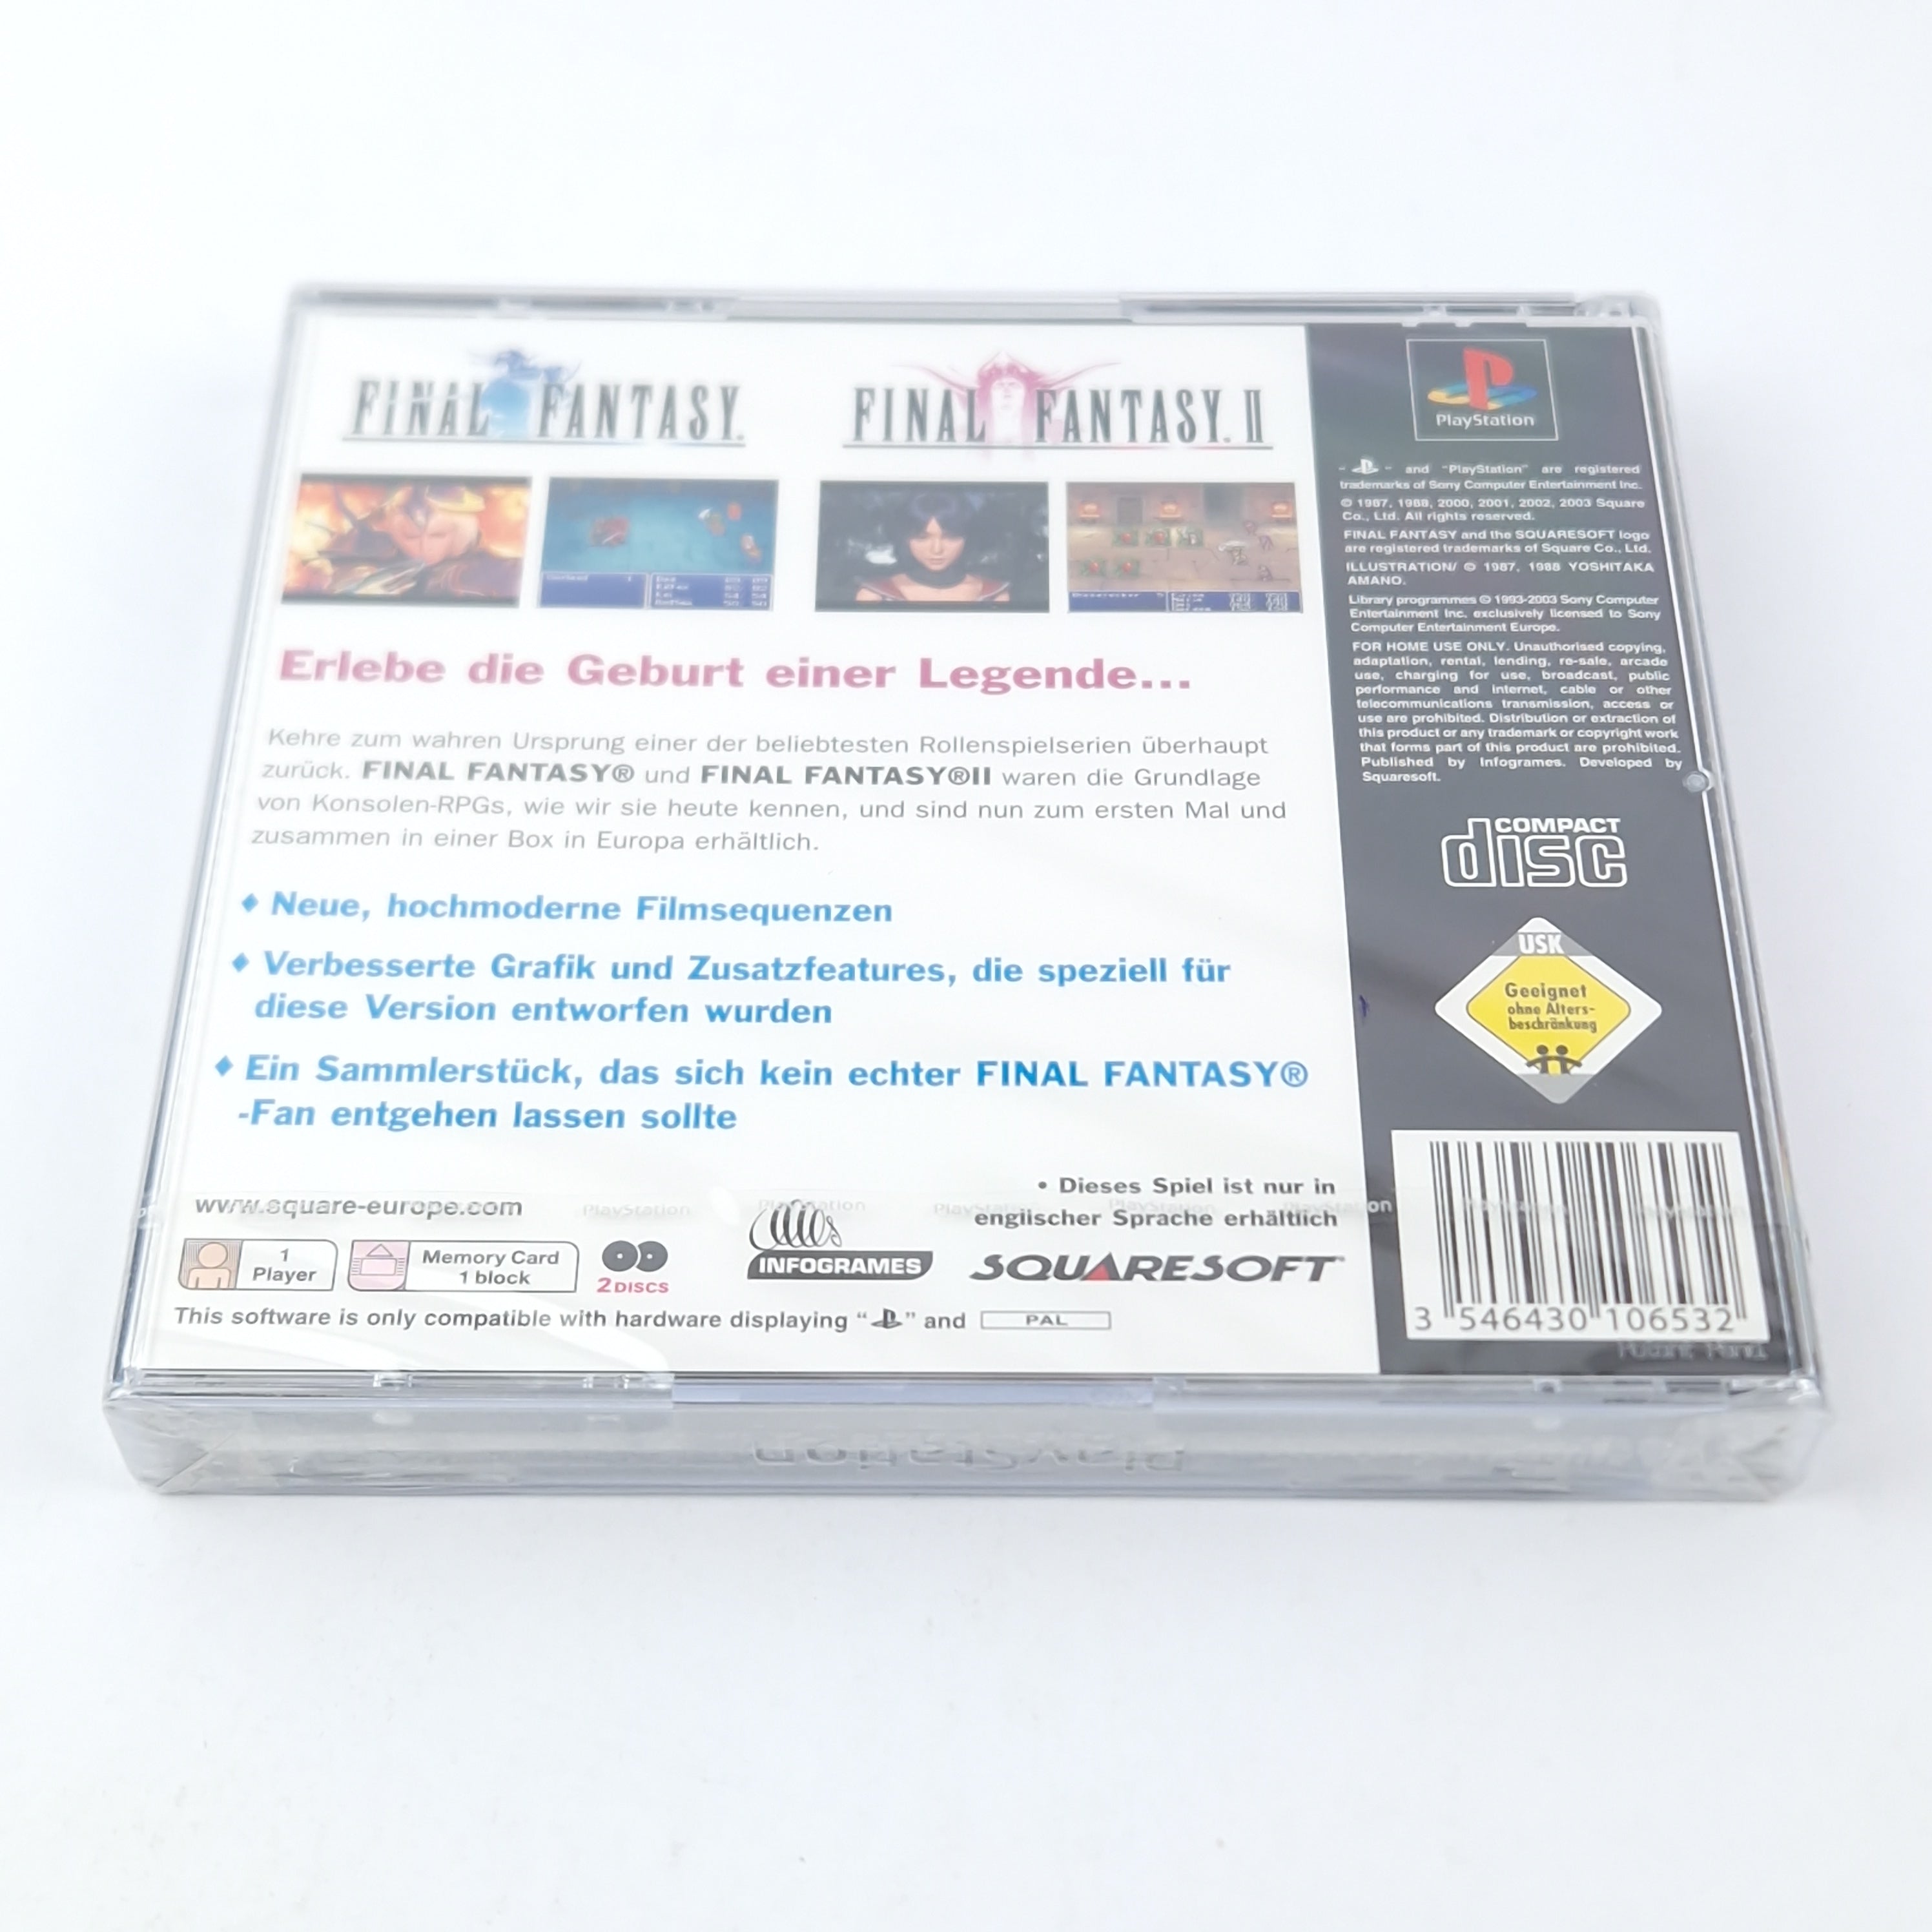 FINAL FANTASY.
FINAL FANTASY. II
Erlebe die Geburt einer Legende...
Kehre zum wahren Ursprung einer der beliebtesten Rollenspielserien überhaupt
zurück. FINAL FANTASY® und FINAL FANTASY®II waren die Grundlage
von Konsolen-RPGs, wie wir sie heute kennen, und sind nun zum ersten Mal und
zusammen in einer Box in Europa erhältlich.
♦ Neue, hochmoderne Filmsequenzen
♦ Verbesserte Grafik und Zusatzfeatures, die speziell für
diese Version entworfen wurden
♦ Ein Sammlerstück, das sich kein echter FINAL FANTASY®
-Fan entgehen lassen sollte
• Dieses Spiel ist nur in
englischer Sprache erhältlich
www.square-europe.com
PlayStation PlayStation PlayStation PlayStation PlayStation PlayStation PlayStation
1
Player
Memory Card
1 block
2 DISCS
INFOGRAMES
SQUARESOFT
This software is only compatible with hardware displaying " " and PAL
PlayStation
" " and "PlayStation" are registered
trademarks of Sony Computer Entertainment Inc.
© 1987, 1988, 2000, 2001, 2002, 2003 Square
Co., Ltd. All rights reserved.
FINAL FANTASY and the SQUARESOFT logo
are registered trademarks of Square Co., Ltd.
ILLUSTRATION/ © 1987, 1988 YOSHITAKA
AMANO.
Library programmes © 1993-2003 Sony Computer
Entertainment Inc. exclusively licensed to Sony
Computer Entertainment Europe.
FOR HOME USE ONLY. Unauthorised copying,
adaptation, rental, lending, re-sale, arcade
use, charging for use, broadcast, public
performance and internet, cable or other
telecommunications transmission, access or
use are prohibited. Distribution or extraction of
this product or any trademark or copyright work
that forms part of this product are prohibited.
Published by Infogrames. Developed by
Squaresoft.
COMPACT
disc
USK
Geeignet
ohne Alters-
beschränkung
3 546430 106532
PlayStation